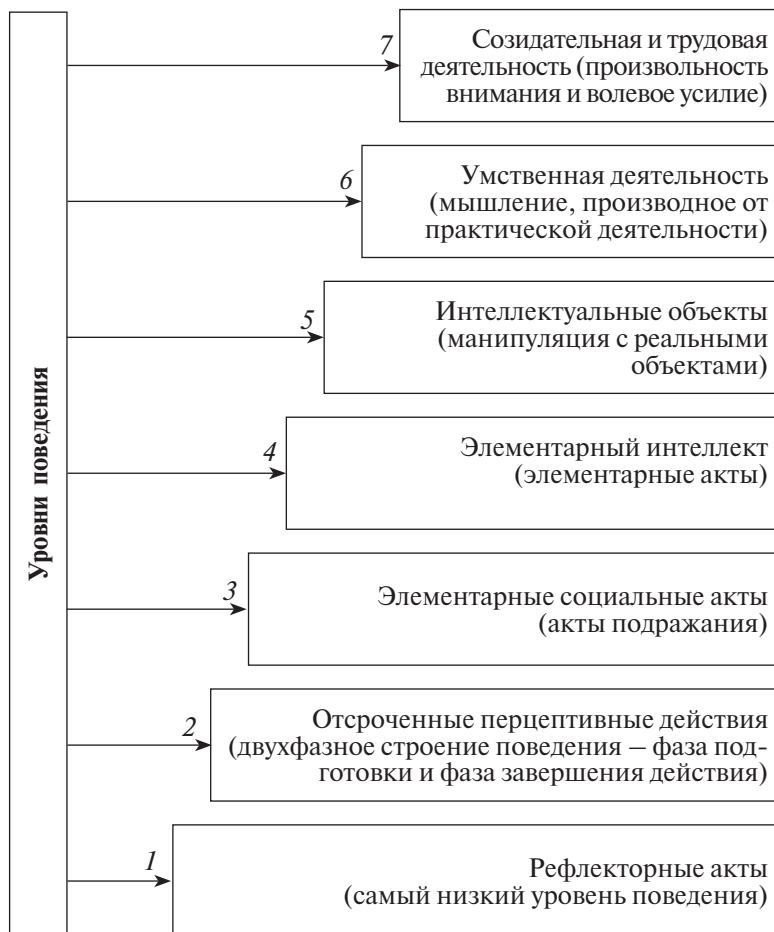 Уровни поведения
7
Созидательная и трудовая
деятельность (произвольность
внимания и волевое усилие)
6
Умственная деятельность
(мышление, производное от
практической деятельности)
5
Интеллектуальные объекты
(манипуляция с реальными
объектами)
4
Элементарный интеллект
(элементарные акты)
3
Элементарные социальные акты
(акты подражания)
2
Отсроченные перцептивные действия
(двухфазное строение поведения – фаза под-
готовки и фаза завершения действия)
1
Рефлекторные акты
(самый низкий уровень поведения)